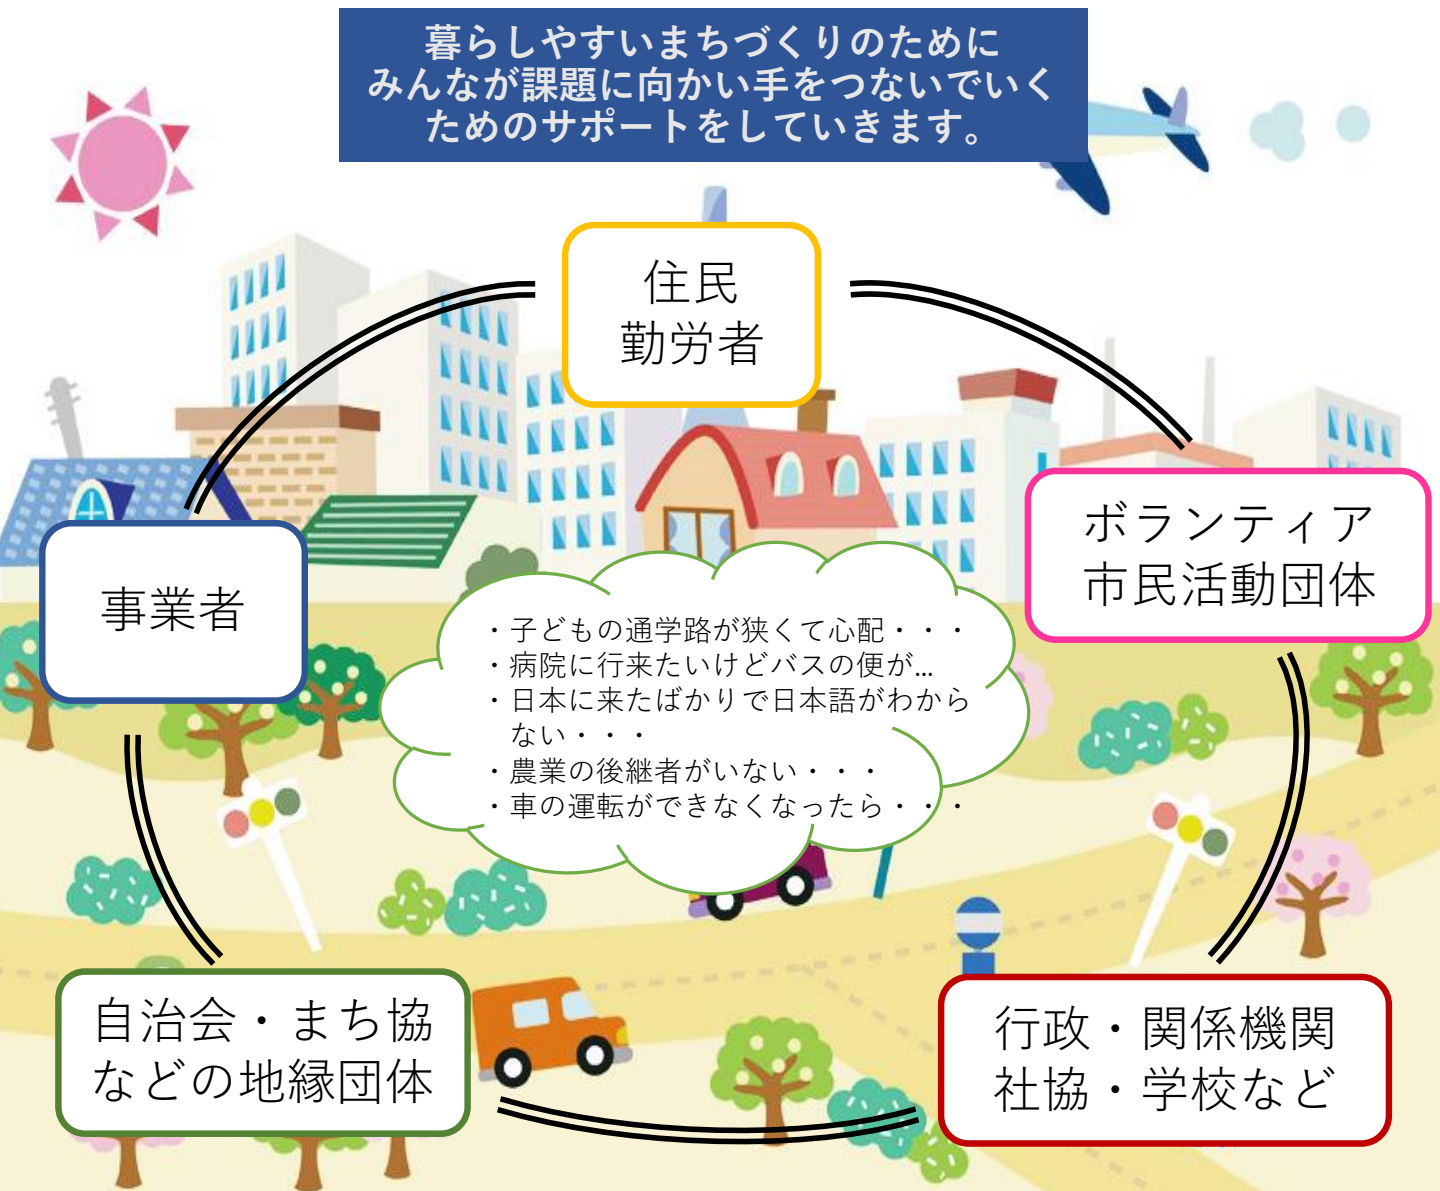 暮らしやすいまちづくりのために
みんなが課題に向かい手をつないでいく
ためのサポートをしていきます。
住民
勤労者
ボランティア
市民活動団体
事業者
・子どもの通学路が狭くて心配・・・
・病院に行来たいけどバスの便が…
・日本に来たばかりで日本語がわから
ない・・・
・農業の後継者がいない・・・
・車の運転ができなくなったら・・・
自治会・まち協
などの地縁団体
行政・関係機関
社協・学校など